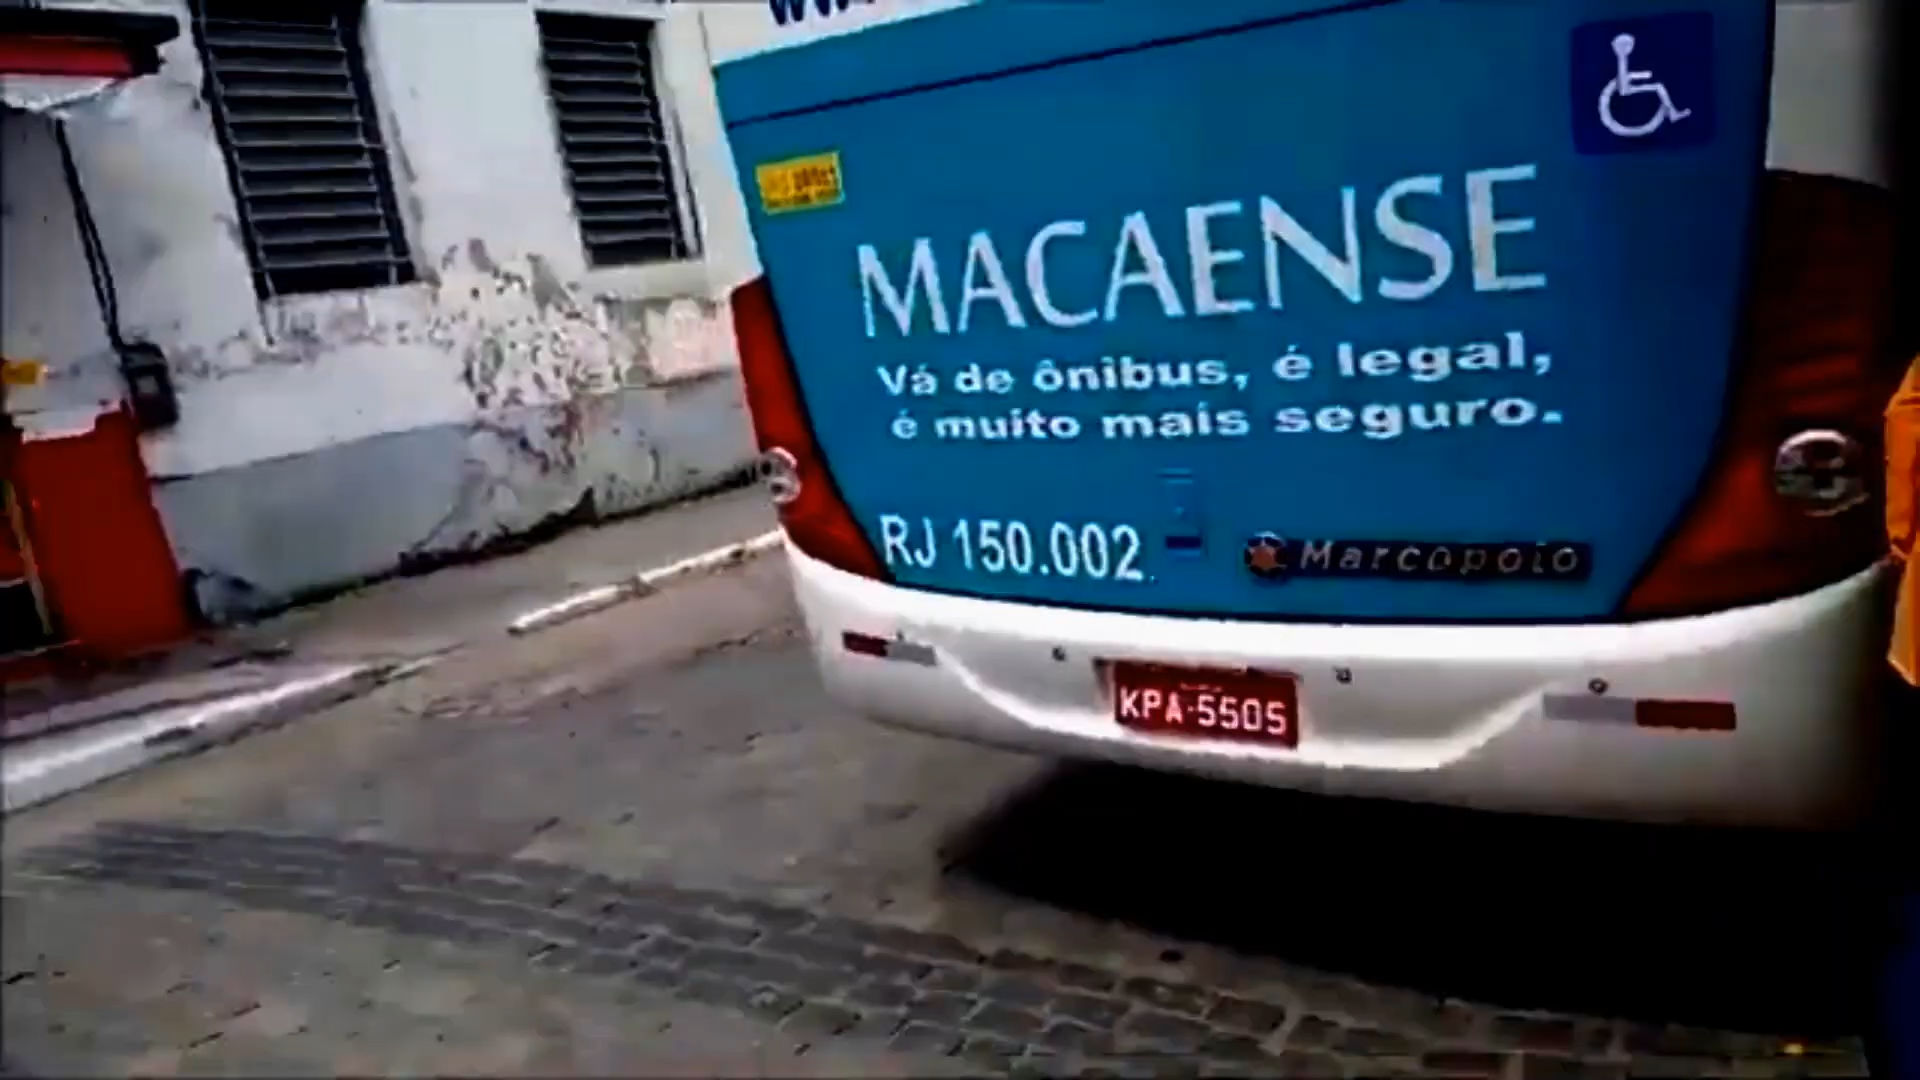 MACAENSE
Vá de ônibus, é legal,
é muito mais seguro.
RJ 150.002
Marcopolo
KPA-5505